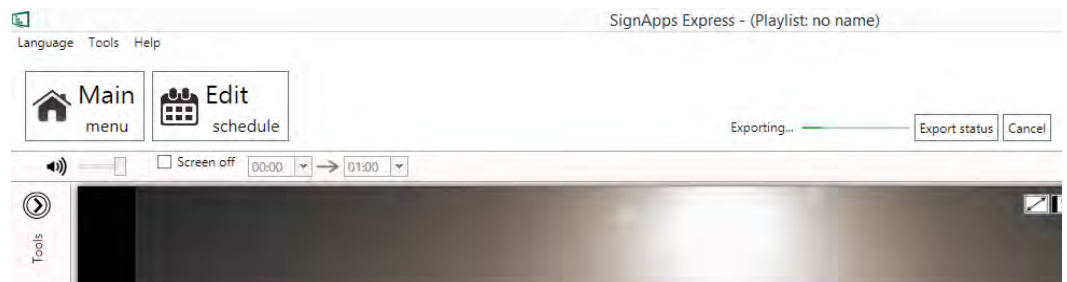 SignApps Express - (Playlist: no name)
Language Tools Help
Main
menu
Edit
schedule
Exporting...
Export status
Cancel
Screen off
00:00
01:00
Tools